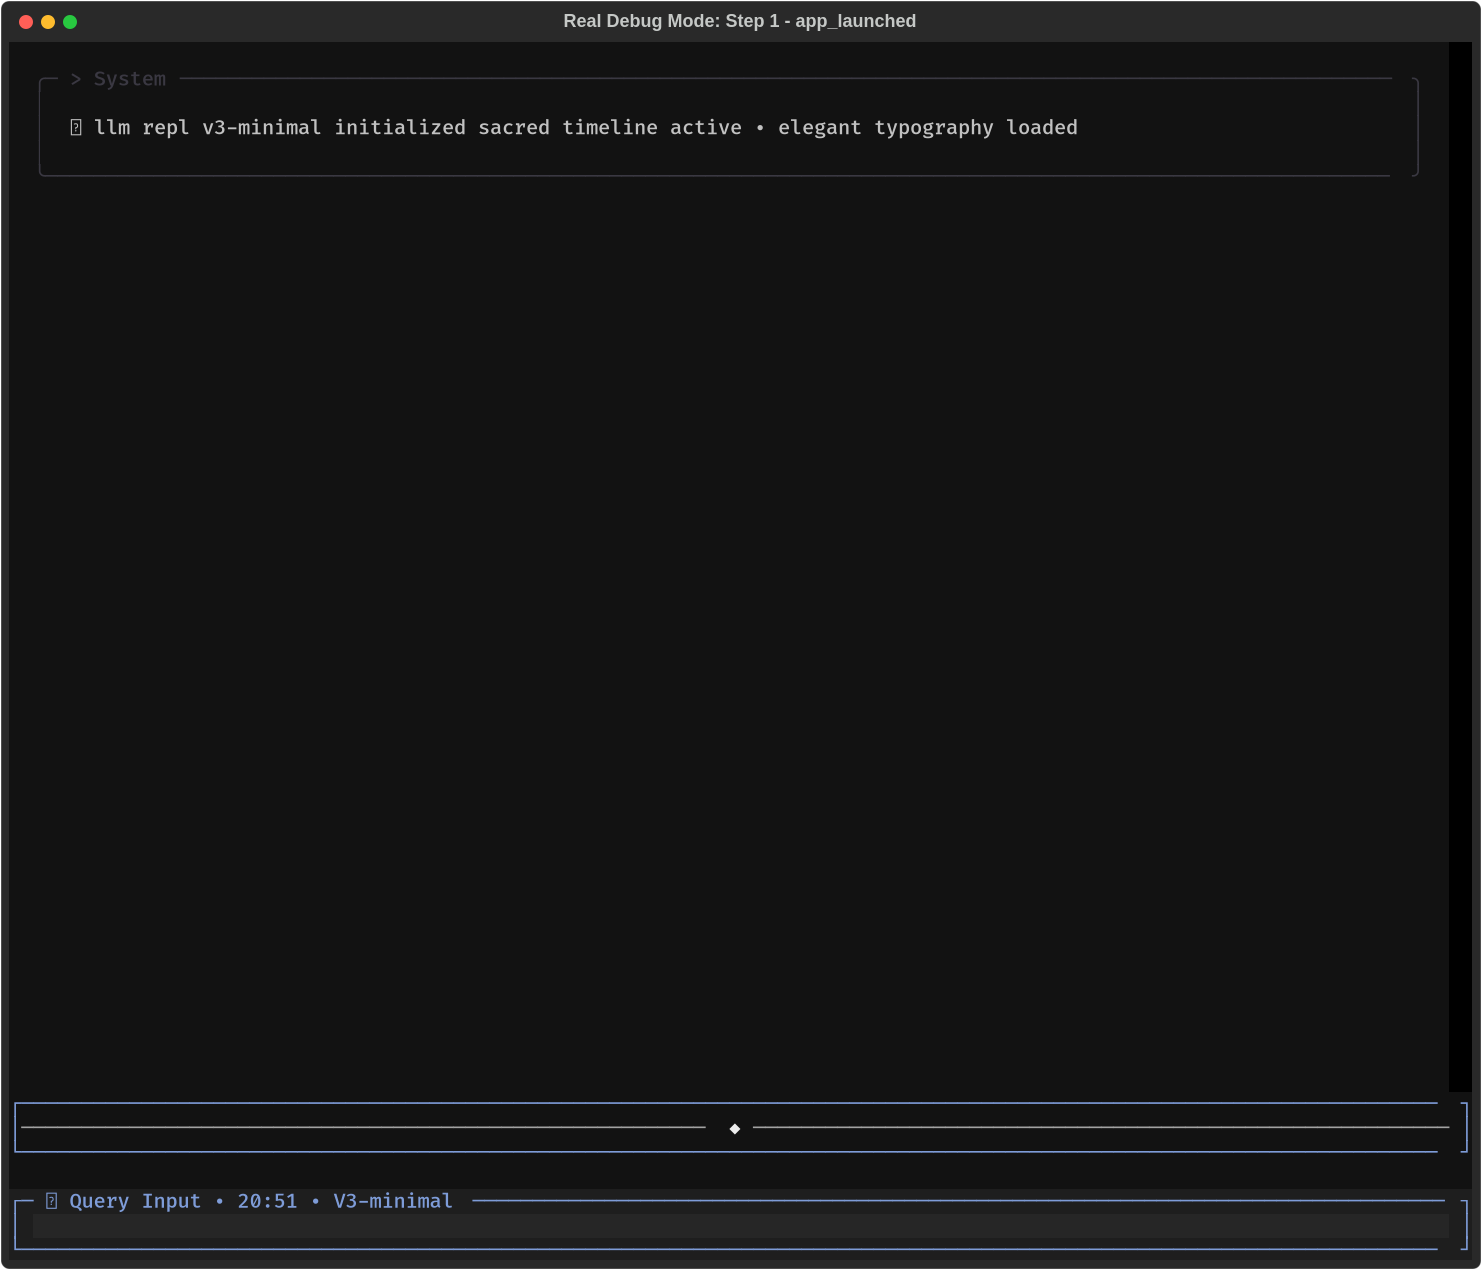 Real Debug Mode: Step 1 - app_launched
> System
llm repl v3-minimal initialized sacred timeline active • elegant typography loaded
Query Input • 20:51 • V3-minimal